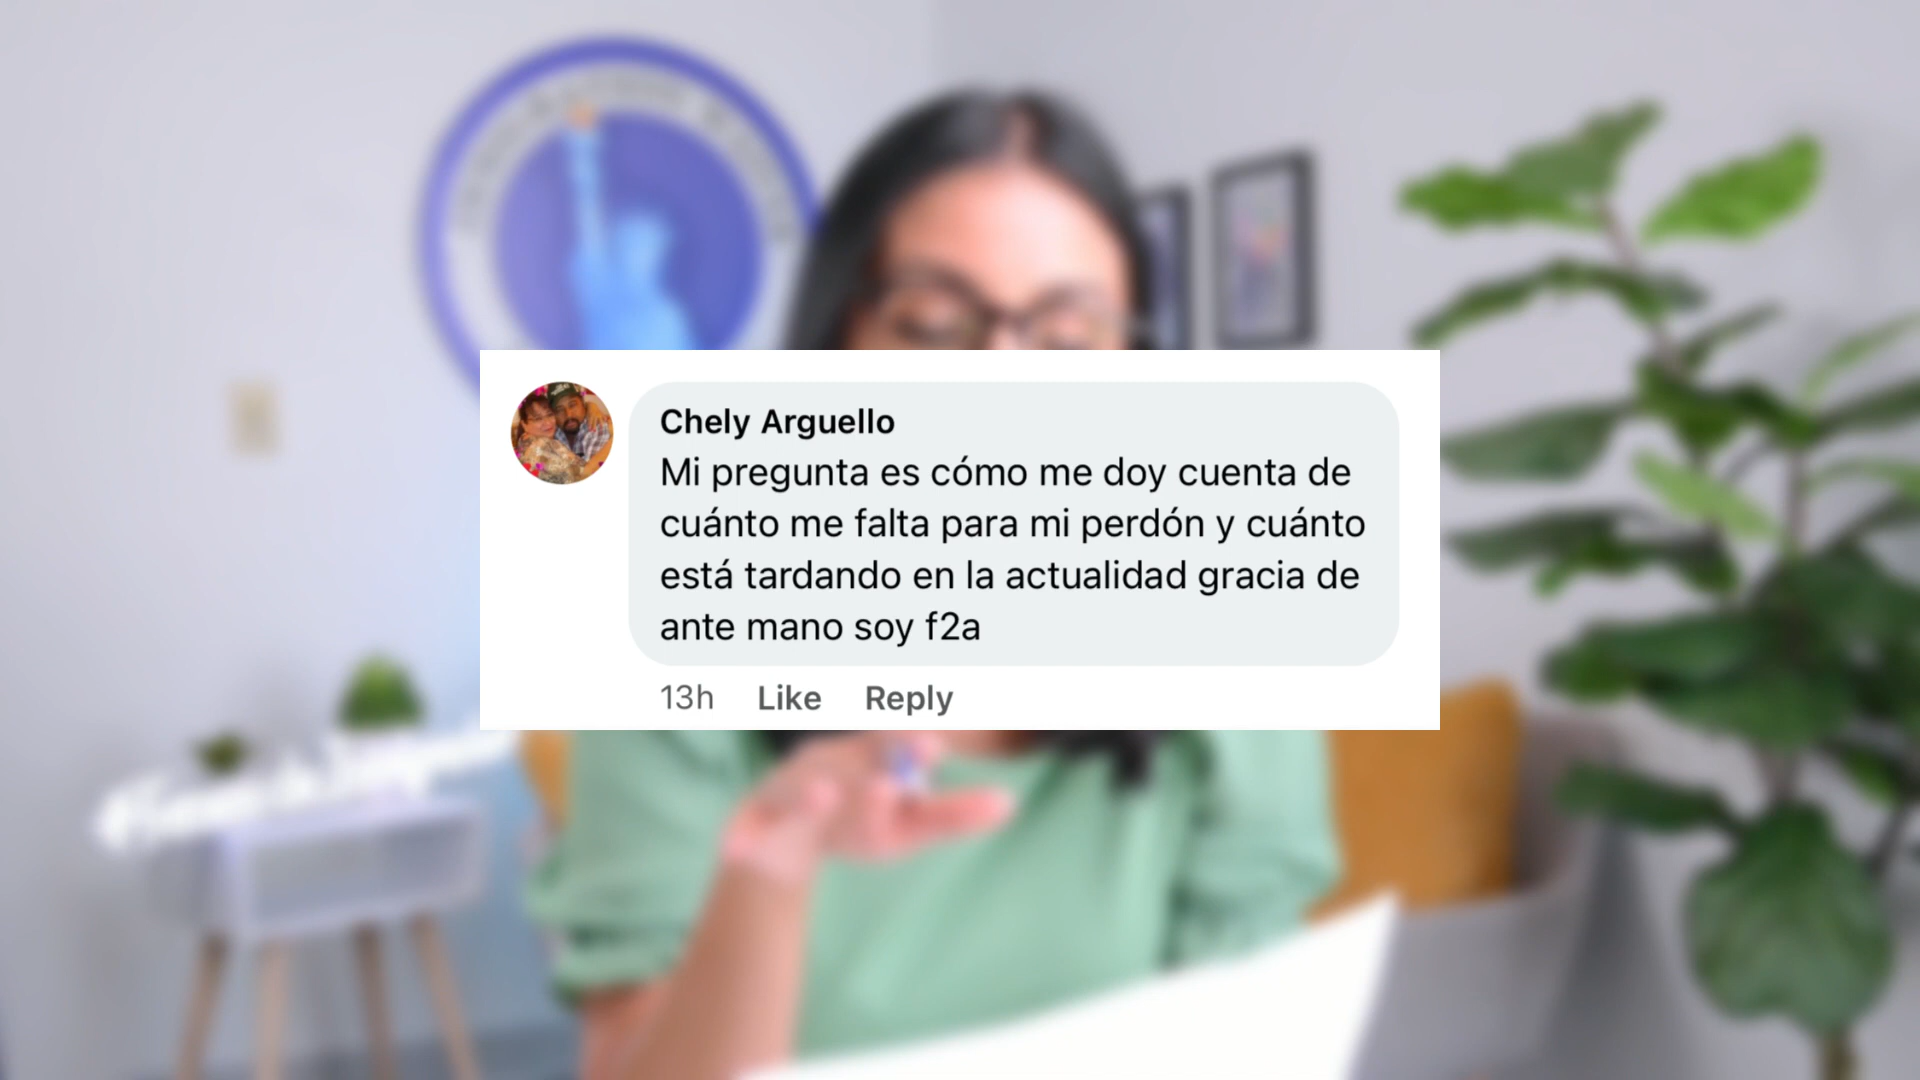 Chely Arguello
Mi pregunta es cómo me doy cuenta de
cuánto me falta para mi perdón y cuánto
está tardando en la actualidad gracia de
ante mano soy f2a
13h Like Reply